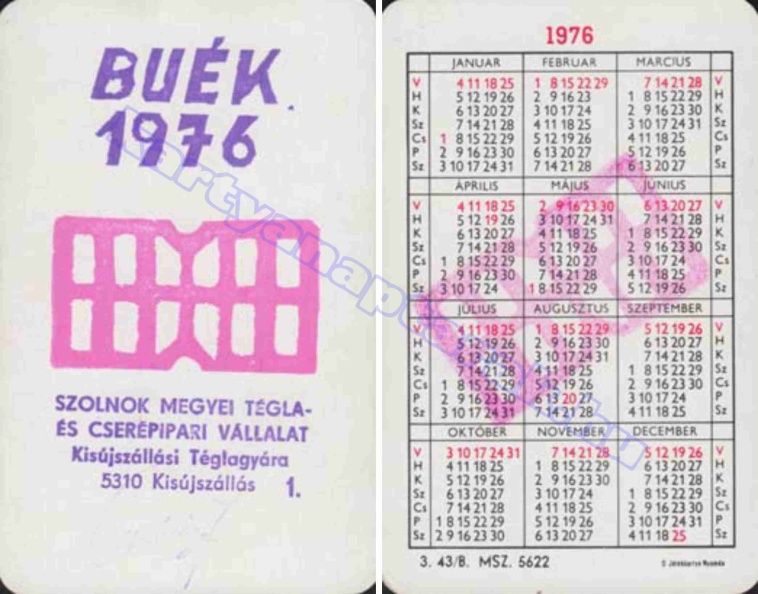 BUÉK
1976
SZOLNOK MEGYEI TÉGLA-
ÉS CSERÉPIPARI VÁLLALAT
Kisújszállási Téglagyára
5310 Kisújszállás 1.
kartyanaptar.hu
1976
JANUAR FEBRUAR MARCIUS
V 4 11 18 25 1 8 15 22 29 7 14 21 28 V
H 5 12 19 26 2 9 16 23 1 8 15 22 29 H
K 6 13 20 27 3 10 17 24 2 9 16 23 30 K
Sz 7 14 21 28 4 11 18 25 3 10 17 24 31 Sz
Cs 1 8 15 22 29 5 12 19 26 4 11 18 25 Cs
P 2 9 16 23 30 6 13 20 27 5 12 19 26 P
Sz 3 10 17 24 31 7 14 21 28 6 13 20 27 Sz
ÁPRILIS MÁJUS JÚNIUS
V 4 11 18 25 2 9 16 23 30 6 13 20 27 V
H 5 12 19 26 3 10 17 24 31 7 14 21 28 H
K 6 13 20 27 4 11 18 25 1 8 15 22 29 K
Sz 7 14 21 28 5 12 19 26 2 9 16 23 30 Sz
Cs 1 8 15 22 29 6 13 20 27 3 10 17 24 Cs
P 2 9 16 23 30 7 14 21 28 4 11 18 25 P
Sz 3 10 17 24 1 8 15 22 29 5 12 19 26 Sz
JÚLIUS AUGUSZTUS SZEPTEMBER
V 4 11 18 25 1 8 15 22 29 5 12 19 26 V
H 5 12 19 26 2 9 16 23 30 6 13 20 27 H
K 6 13 20 27 3 10 17 24 31 7 14 21 28 K
Sz 7 14 21 28 4 11 18 25 1 8 15 22 29 Sz
Cs 1 8 15 22 29 5 12 19 26 2 9 16 23 30 Cs
P 2 9 16 23 30 6 13 20 27 3 10 17 24 P
Sz 3 10 17 24 31 7 14 21 28 4 11 18 25 Sz
OKTÓBER NOVEMBER DECEMBER
V 3 10 17 24 31 7 14 21 28 5 12 19 26 V
H 4 11 18 25 1 8 15 22 29 6 13 20 27 H
K 5 12 19 26 2 9 16 23 30 7 14 21 28 K
Sz 6 13 20 27 3 10 17 24 1 8 15 22 29 Sz
Cs 7 14 21 28 4 11 18 25 2 9 16 23 30 Cs
P 1 8 15 22 29 5 12 19 26 3 10 17 24 31 P
Sz 2 9 16 23 30 6 13 20 27 4 11 18 25 Sz
3. 43/B. MSZ. 5622
Játékkártya Nyomda